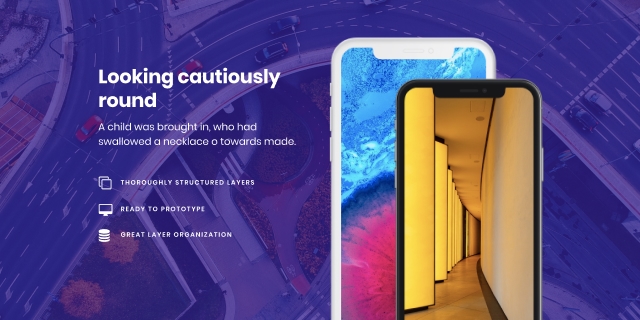 Looking cautiously
round
A child was brought in, who had
swallowed a necklace o towards made.
THOROUGHLY STRUCTURED LAYERS
READY TO PROTOTYPE
GREAT LAYER ORGANIZATION